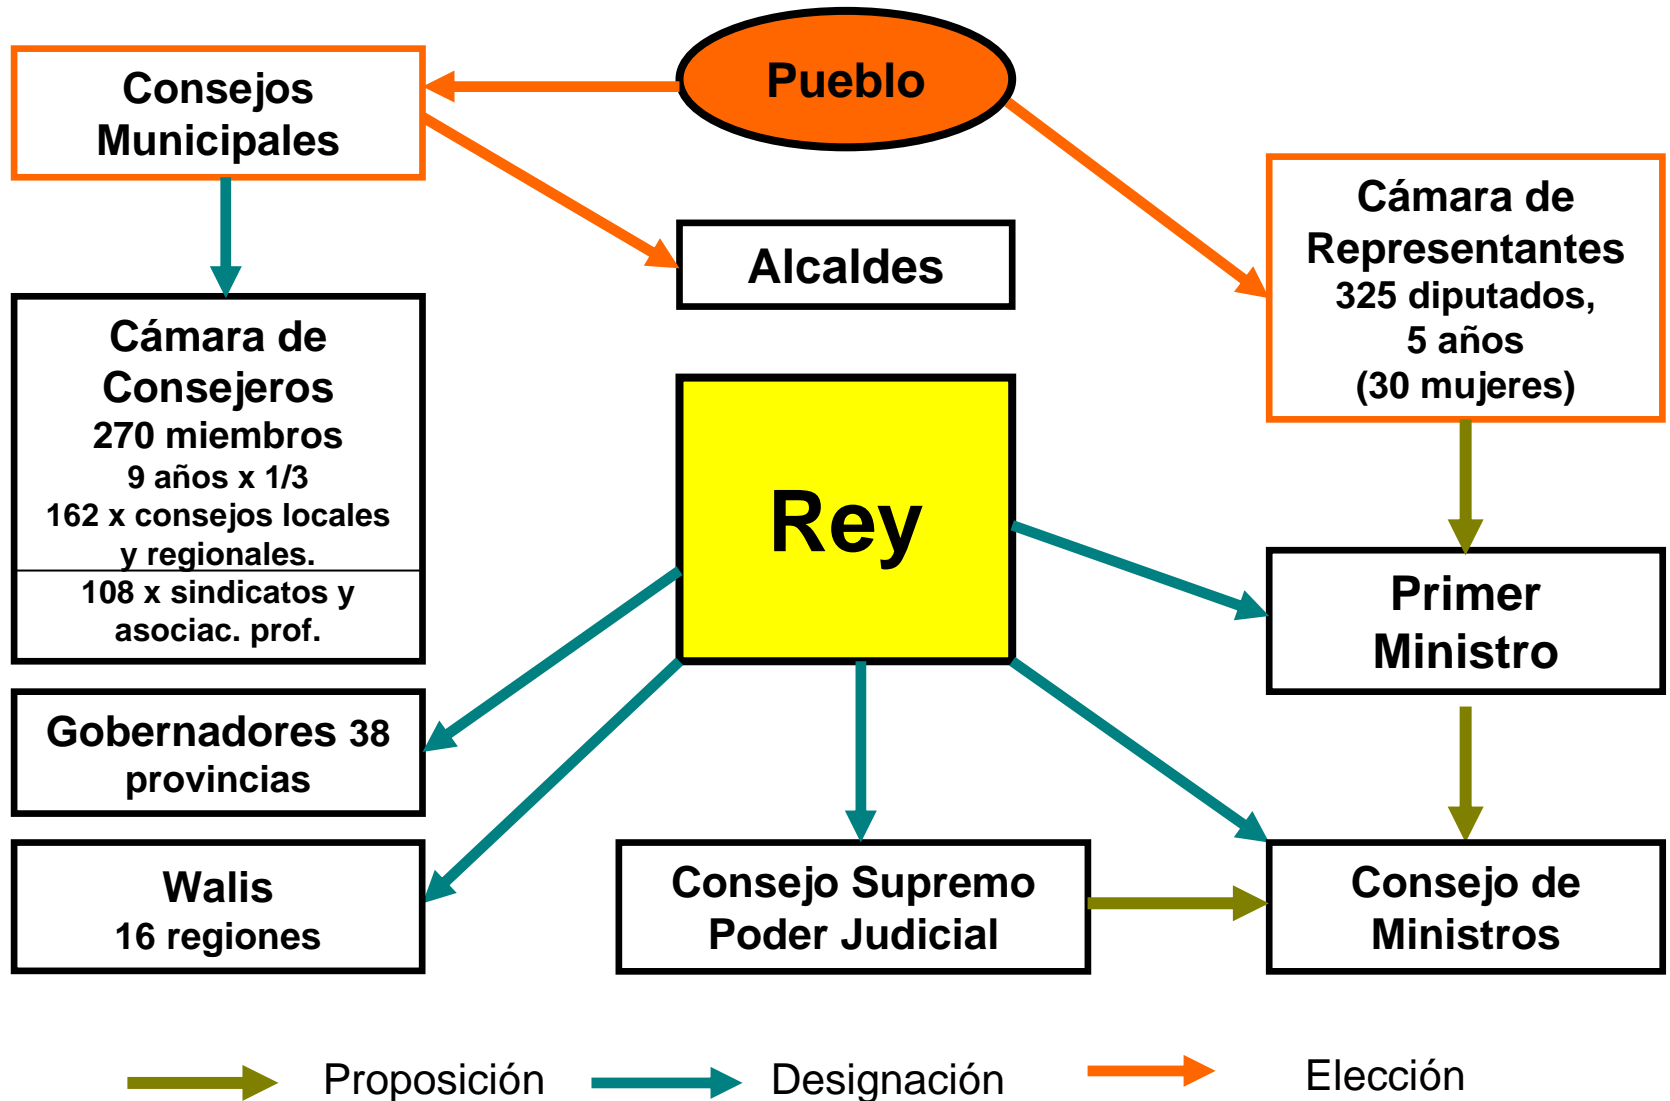 Pueblo
Consejos
Municipales
Cámara de
Representantes
325 diputados,
5 años
(30 mujeres)
Alcaldes
Cámara de
Consejeros
270 miembros
9 años x 1/3
162 x consejos locales
y regionales.
108 x sindicatos y
asociac. prof.
Rey
Primer
Ministro
Gobernadores 38
provincias
Walis
16 regiones
Consejo Supremo
Poder Judicial
Consejo de
Ministros
Proposición
Designación
Elección